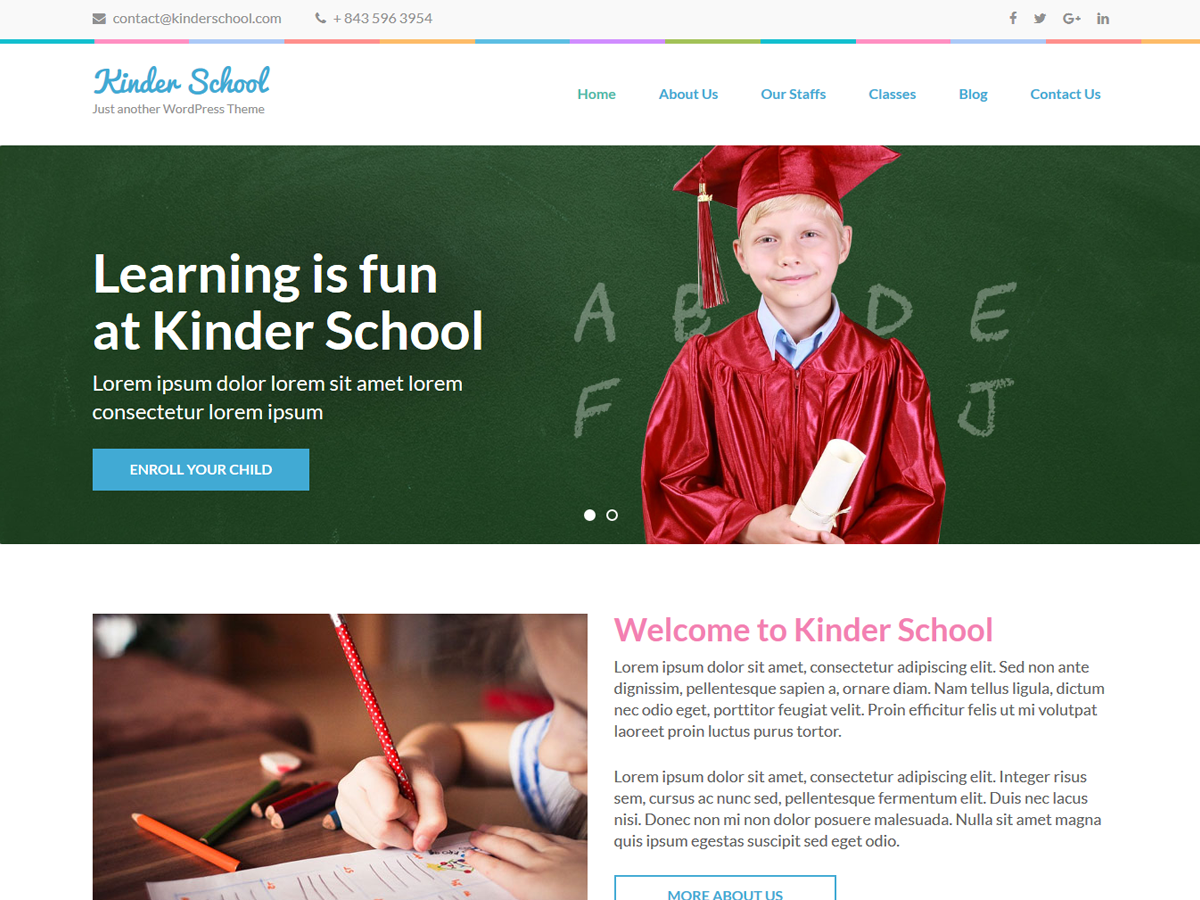 contact@kinderschool.com
+ 843 596 3954
Kinder School
Just another WordPress Theme
Home
About Us
Our Staffs
Classes
Blog
Contact Us
Learning is fun
at Kinder School
Lorem ipsum dolor lorem sit amet lorem
consectetur lorem ipsum
ENROLL YOUR CHILD
A B D E
F J
Welcome to Kinder School
Lorem ipsum dolor sit amet, consectetur adipiscing elit. Sed non ante
dignissim, pellentesque sapien a, ornare diam. Nam tellus ligula, dictum
nec odio eget, porttitor feugiat velit. Proin efficitur felis ut mi volutpat
laoreet proin luctus purus tortor.
Lorem ipsum dolor sit amet, consectetur adipiscing elit. Integer risus
sem, cursus ac nunc sed, pellentesque fermentum elit. Duis nec lacus
nisi. Donec non mi non dolor posuere malesuada. Nulla sit amet magna
quis ipsum egestas suscipit sed eget odio.
MORE ABOUT US